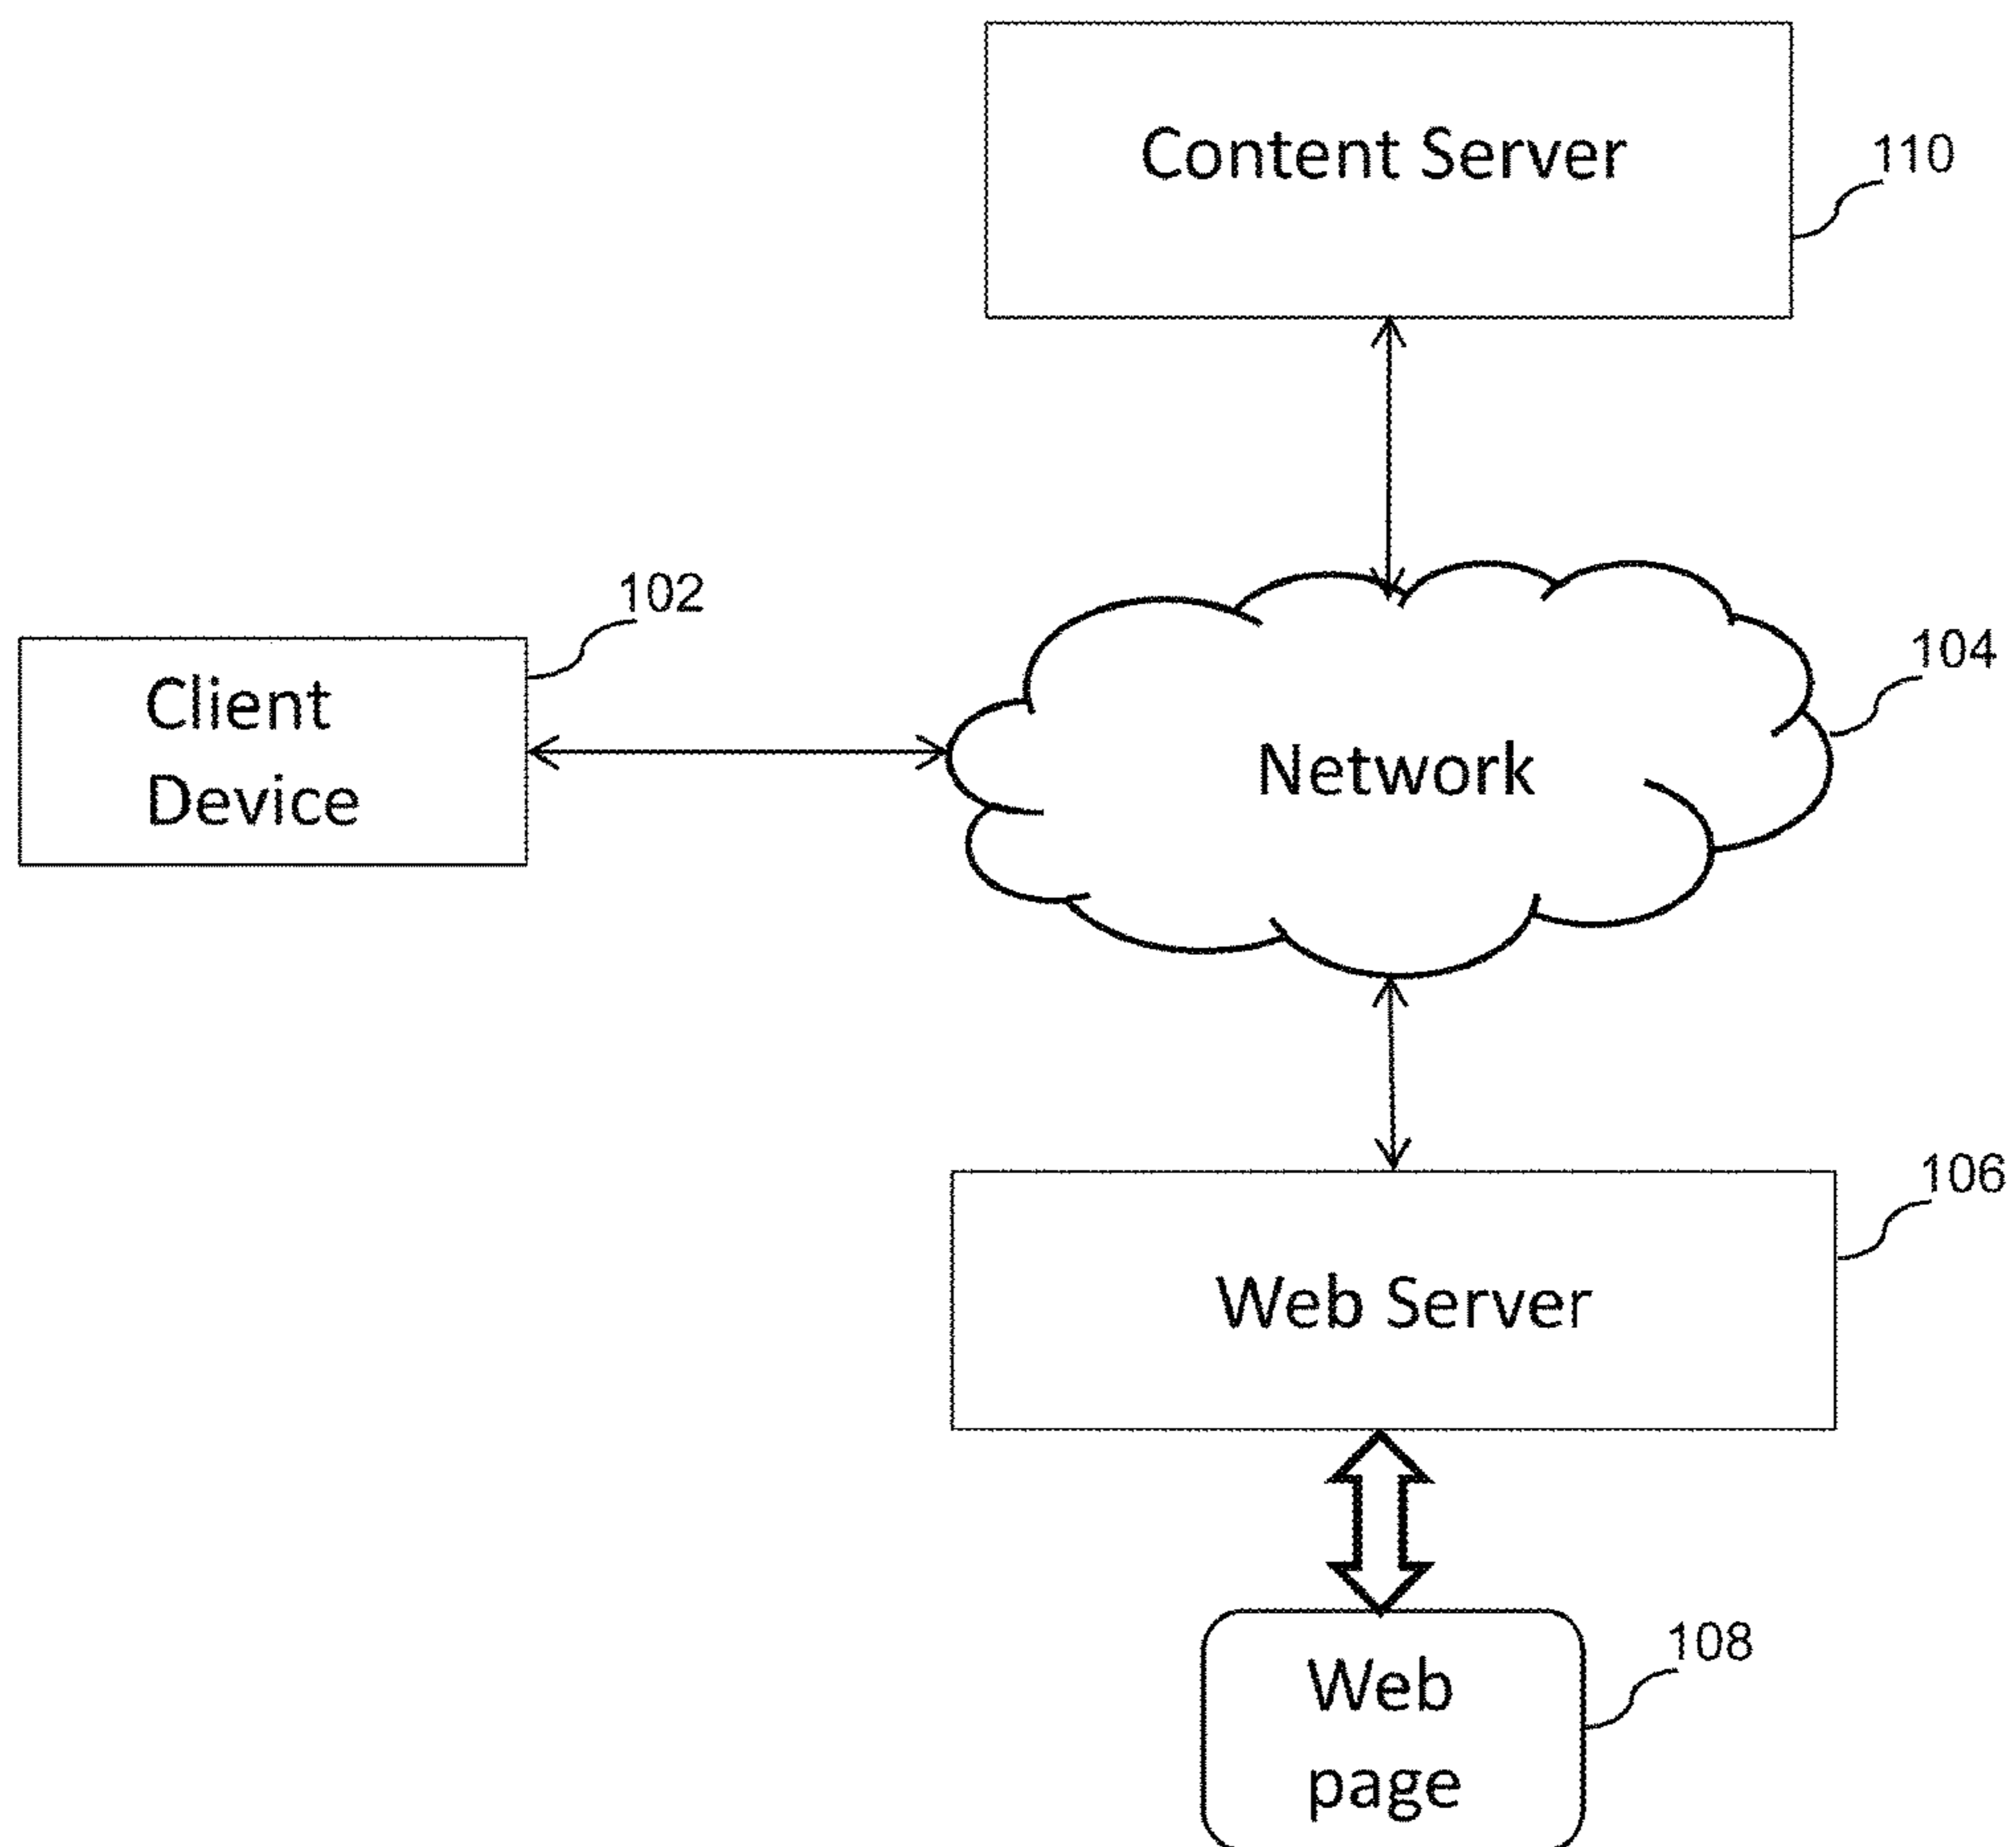 Content Server
110
102
Client
Device
104
Network
106
Web Server
108
Web
page